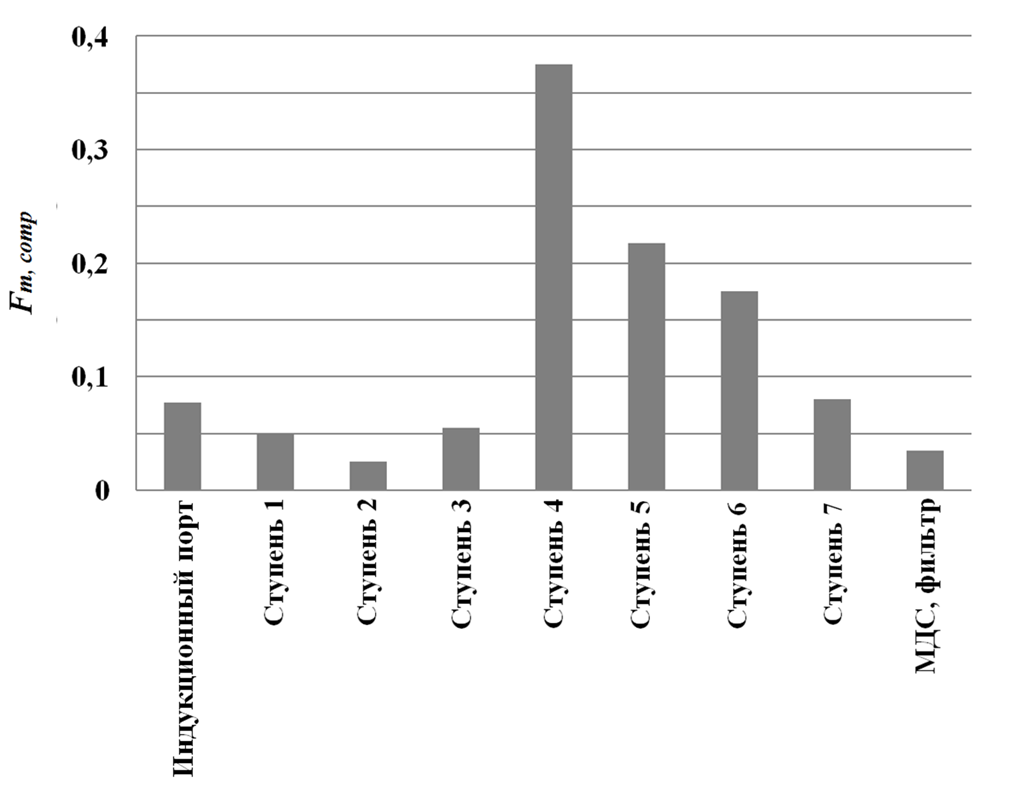 0,4
0,3
0,2
0,1
0
Fm, comp
Индукционный порт
Ступень 1
Ступень 2
Ступень 3
Ступень 4
Ступень 5
Ступень 6
Ступень 7
МДС, фильтр